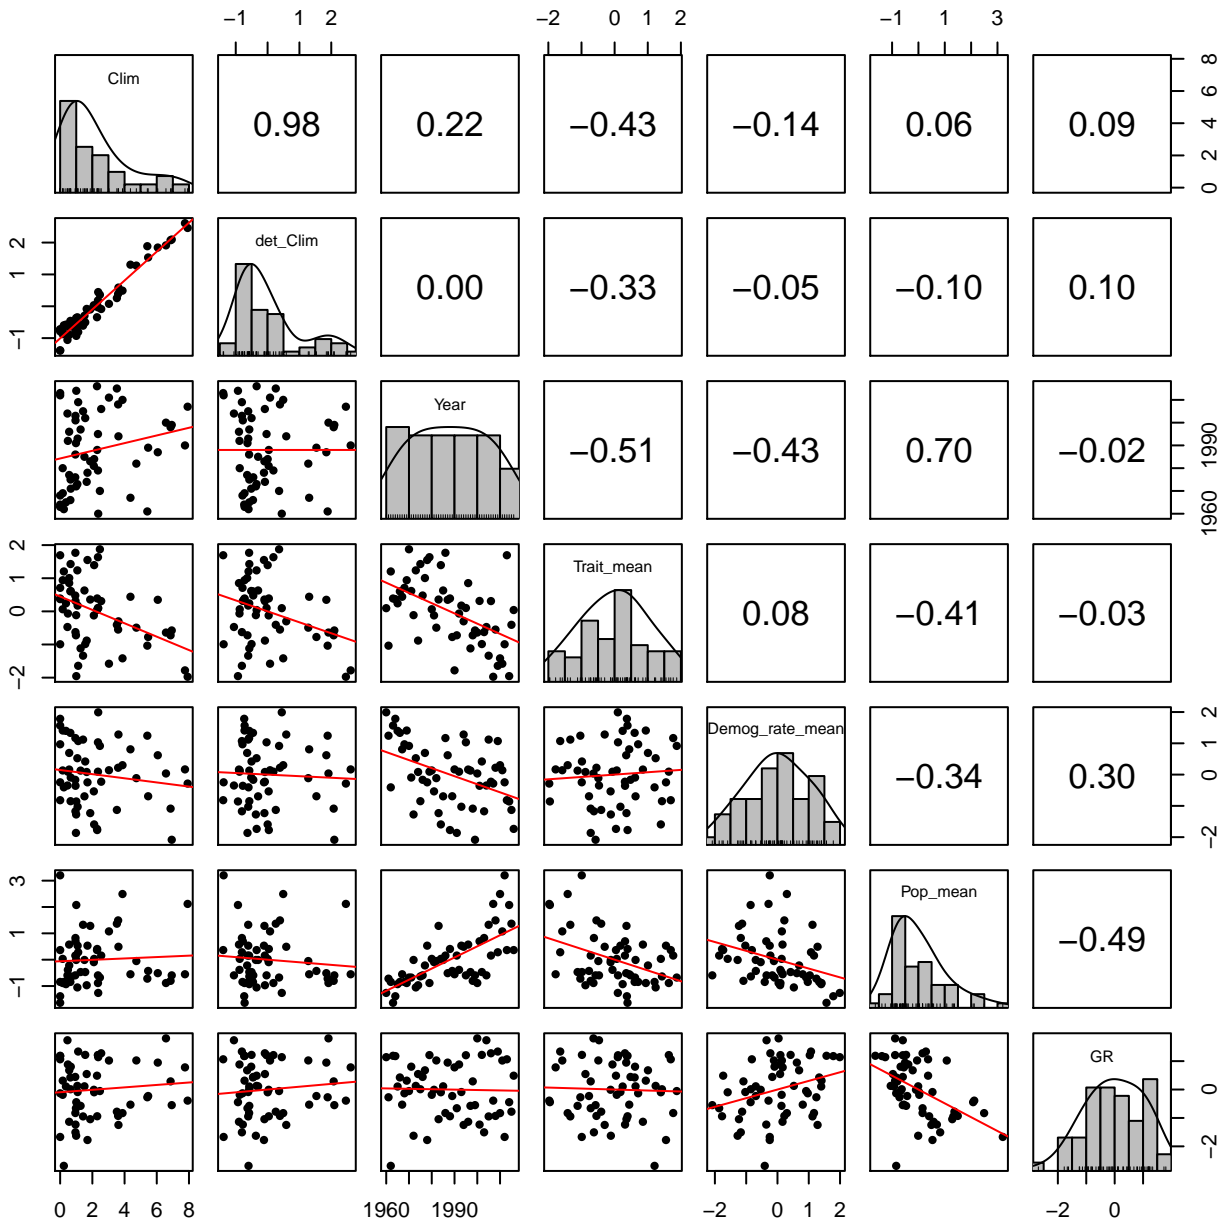 −1 1 2 −2 0 1 2 −1 1 3
Clim
0.98 0.22 −0.43 −0.14 0.06 0.09
0 2 4 6 8
−1 1 2
det_Clim
0.00 −0.33 −0.05 −0.10 0.10
Year
−0.51 −0.43 0.70 −0.02
1960 1990
−2 0 1 2
Trait_mean
0.08 −0.41 −0.03
Demog_rate_mean
−0.34 0.30
−2 0 1 2
−1 1 3
Pop_mean
−0.49
GR
−2 0
0 2 4 6 8 1960 1990 −2 0 1 2 −2 0